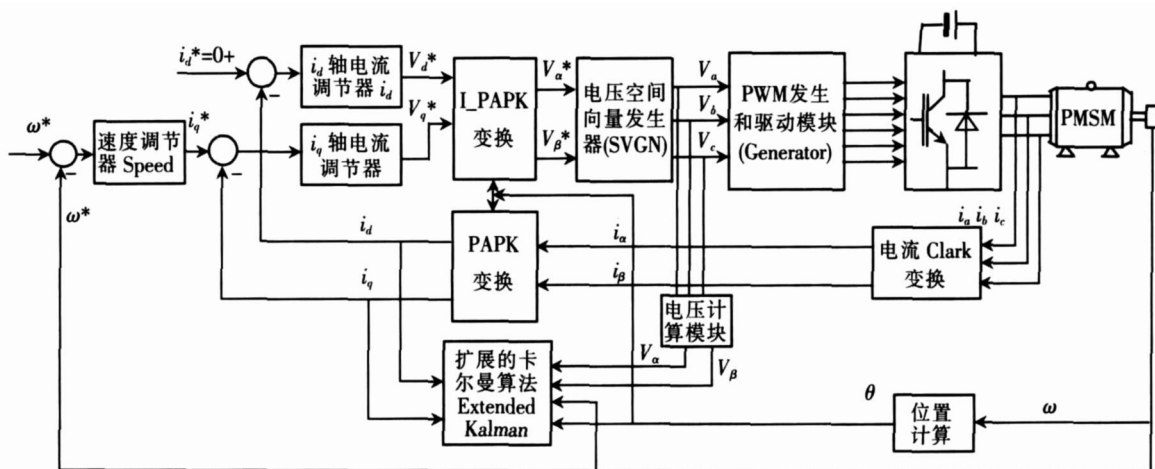 i_d*=0+
-
i_d 轴电流
调节器 i_d
V_d*
I_PAPK
变换
V_α*
V_β*
电压空间
向量发生
器(SVGN)
V_a
V_b
V_c
PWM发生
和驱动模块
(Generator)
PMSM
ω*
-
速度调节
器 Speed
i_q*
-
i_q 轴电流
调节器
V_q*
ω*
i_d
i_q
PAPK
变换
i_α
i_β
i_a i_b i_c
电流 Clark
变换
电压计
算模块
V_α
V_β
扩展的卡
尔曼算法
Extended
Kalman
θ
位置
计算
ω